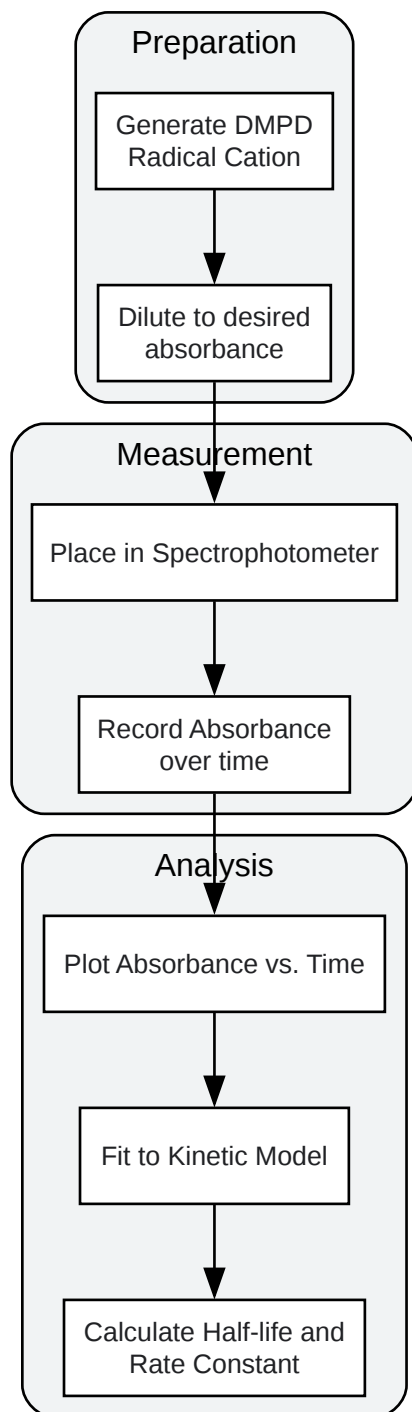 Preparation
Generate DMPD
Radical Cation
Dilute to desired
absorbance
Measurement
Place in Spectrophotometer
Record Absorbance
over time
Analysis
Plot Absorbance vs. Time
Fit to Kinetic Model
Calculate Half-life and
Rate Constant